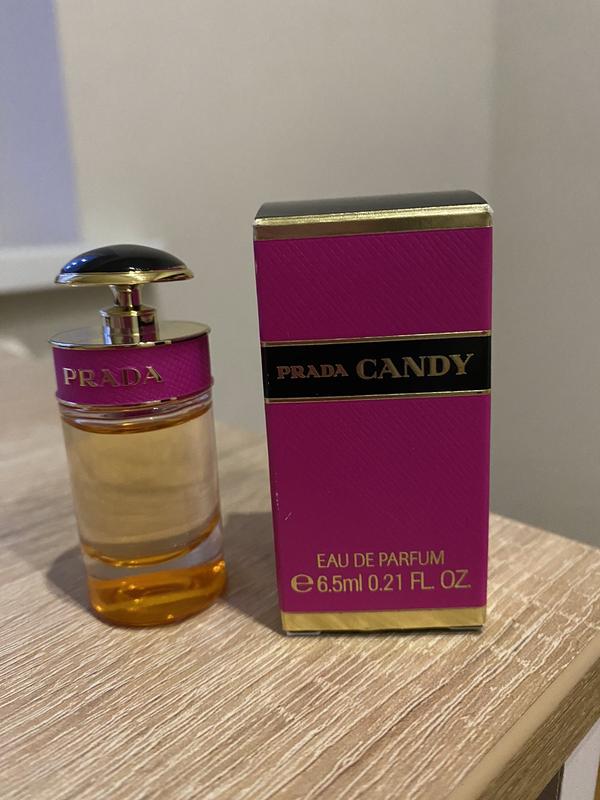 PRADA
PRADA CANDY
EAU DE PARFUM
℮ 6.5ml 0.21 FL. OZ.